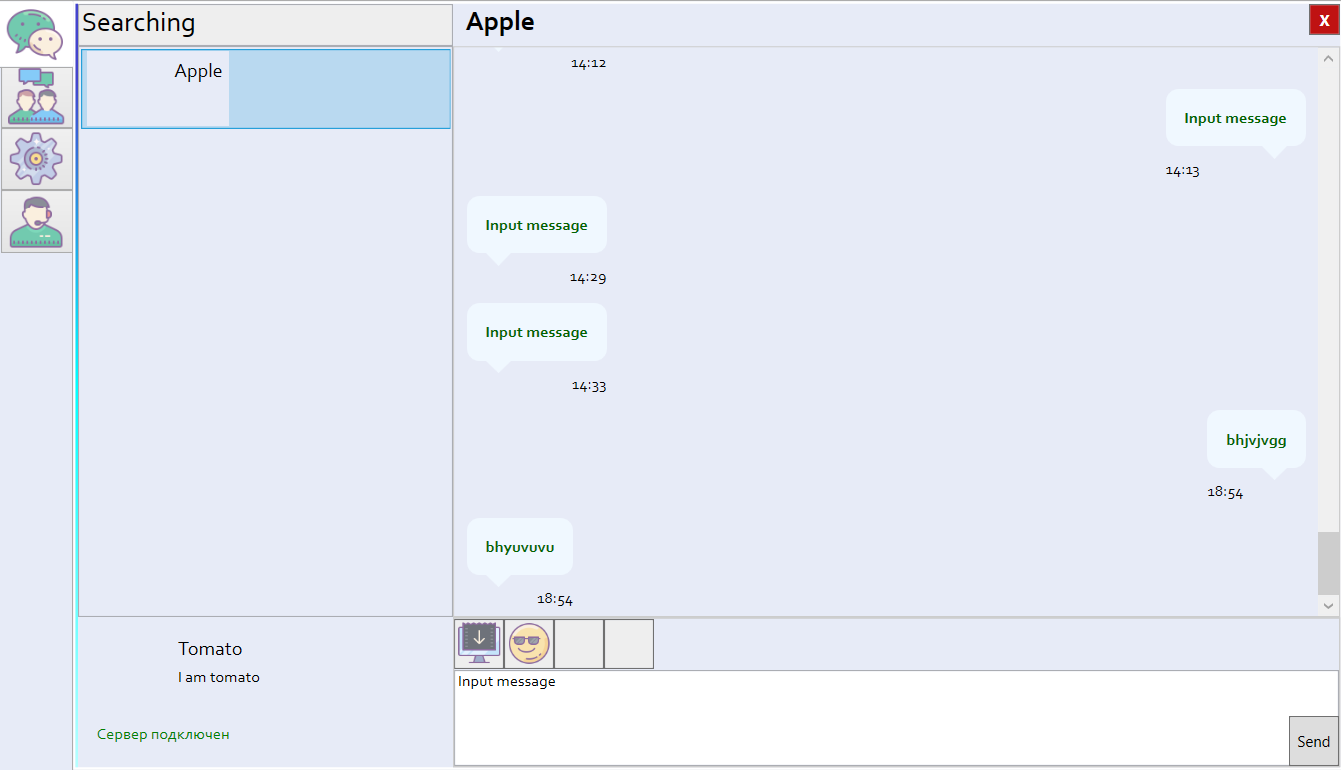 Searching
Apple
Apple
x
14:12
Input message
14:13
Input message
14:29
Input message
14:33
bhjvjvgg
18:54
bhyuvuvu
18:54
Tomato
I am tomato
Сервер подключен
Input message
Send